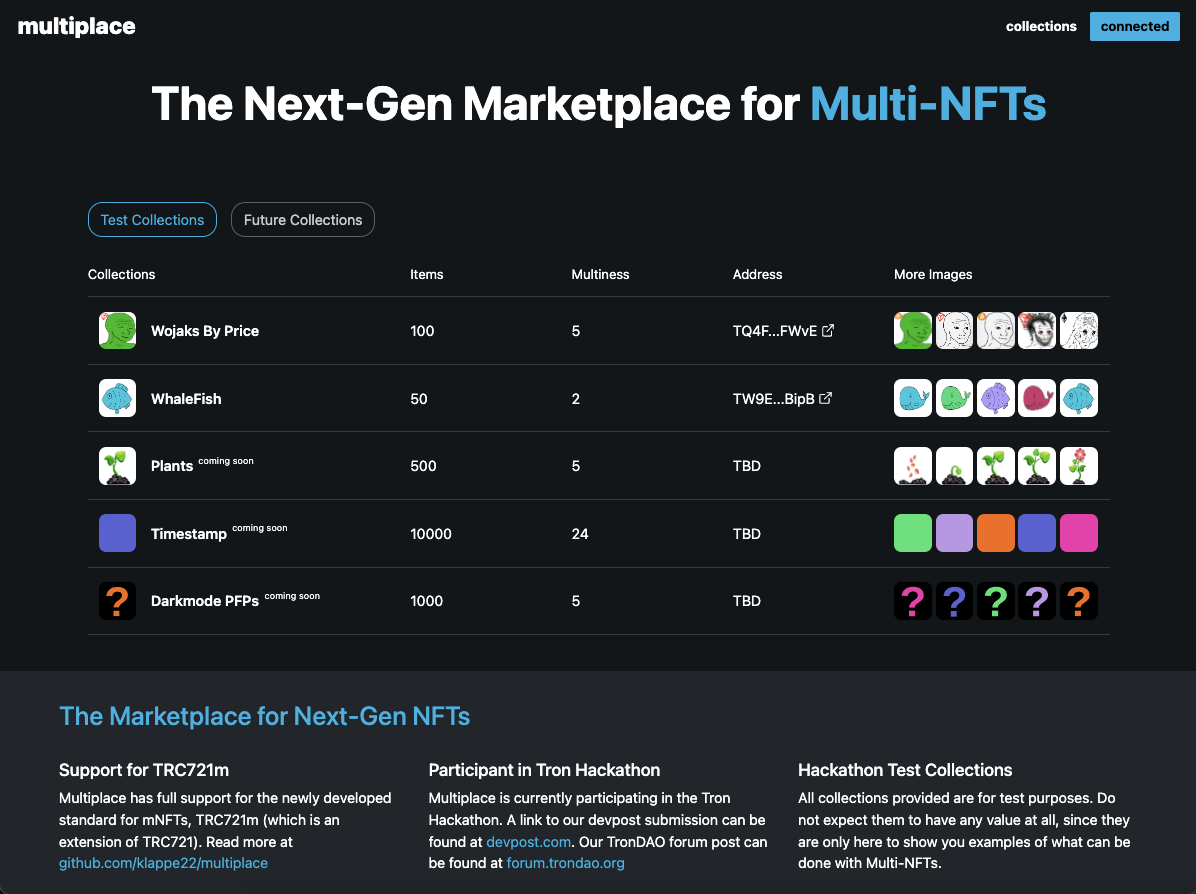 multiplace
collections connected
The Next-Gen Marketplace for Multi-NFTs
Test Collections Future Collections
Collections Items Multiness Address More Images
Wojaks By Price 100 5 TQ4F...FWvE
WhaleFish 50 2 TW9E...BipB
Plants coming soon 500 5 TBD
Timestamp coming soon 10000 24 TBD
Darkmode PFPs coming soon 1000 5 TBD
? ? ? ? ? ?
The Marketplace for Next-Gen NFTs
Support for TRC721m
Multiplace has full support for the newly developed
standard for mNFTs, TRC721m (which is an
extension of TRC721). Read more at
github.com/klappe22/multiplace
Participant in Tron Hackathon
Multiplace is currently participating in the Tron
Hackathon. A link to our devpost submission can be
found at devpost.com. Our TronDAO forum post can
be found at forum.trondao.org
Hackathon Test Collections
All collections provided are for test purposes. Do
not expect them to have any value at all, since they
are only here to show you examples of what can be
done with Multi-NFTs.